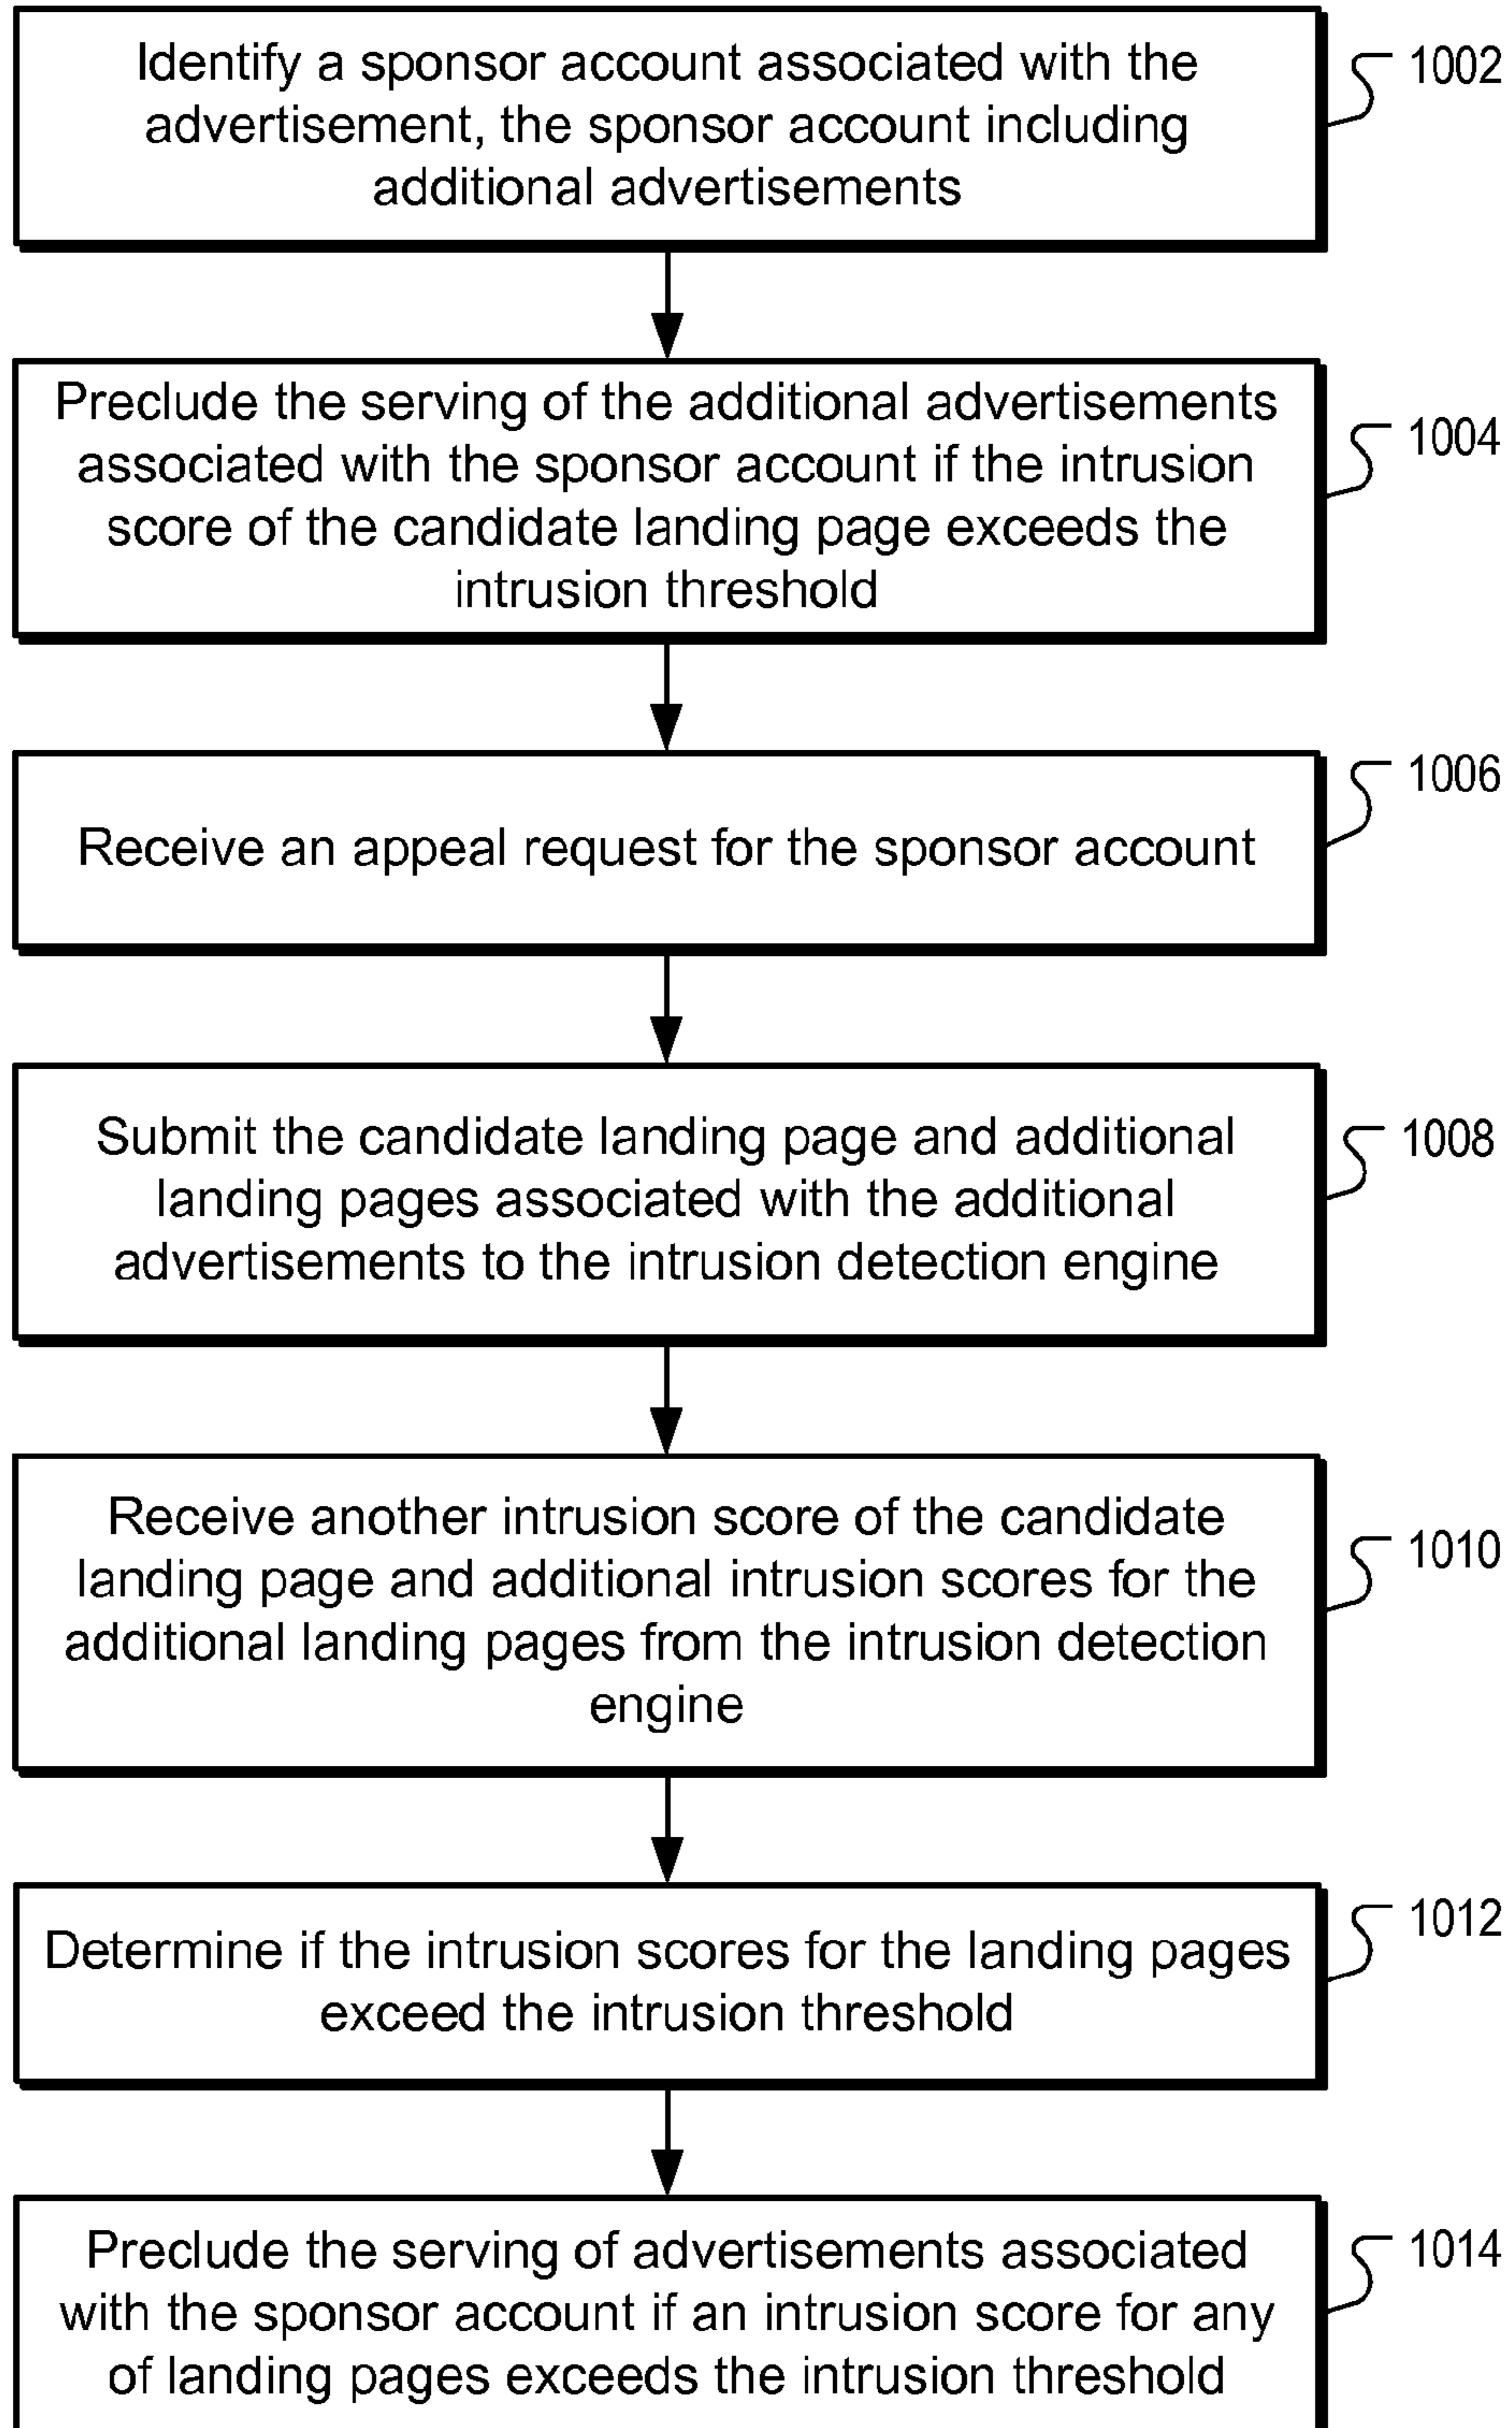 Identify a sponsor account associated with the
advertisement, the sponsor account including
additional advertisements
1002
Preclude the serving of the additional advertisements
associated with the sponsor account if the intrusion
score of the candidate landing page exceeds the
intrusion threshold
1004
Receive an appeal request for the sponsor account
1006
Submit the candidate landing page and additional
landing pages associated with the additional
advertisements to the intrusion detection engine
1008
Receive another intrusion score of the candidate
landing page and additional intrusion scores for the
additional landing pages from the intrusion detection
engine
1010
Determine if the intrusion scores for the landing pages
exceed the intrusion threshold
1012
Preclude the serving of advertisements associated
with the sponsor account if an intrusion score for any
of landing pages exceeds the intrusion threshold
1014